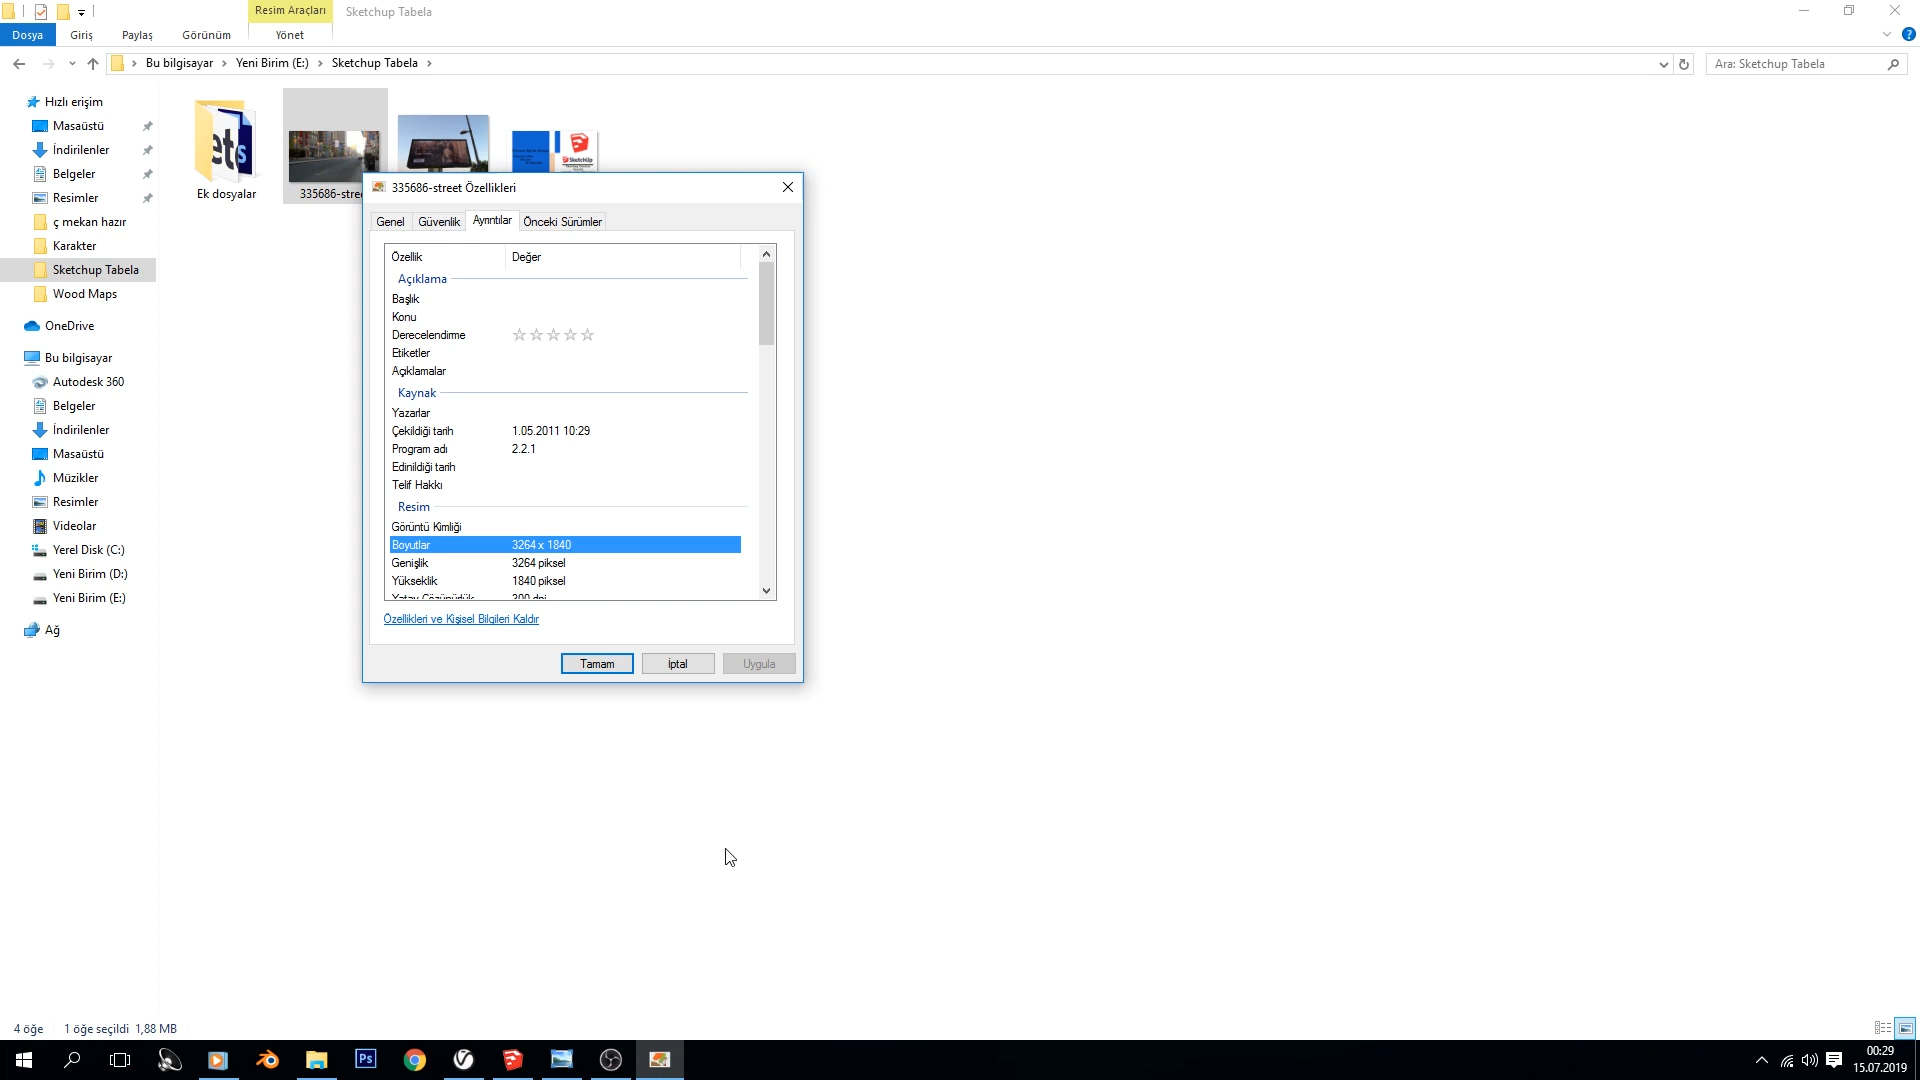 Resim Araçları
Sketchup Tabela
Dosya
Giriş
Paylaş
Görünüm
Yönet
Bu bilgisayar
Yeni Birim (E:)
Sketchup Tabela
Ara: Sketchup Tabela
Hızlı erişim
Masaüstü
İndirilenler
Belgeler
Resimler
ç mekan hazır
Karakter
Sketchup Tabela
Wood Maps
OneDrive
Bu bilgisayar
Autodesk 360
Belgeler
İndirilenler
Masaüstü
Müzikler
Resimler
Videolar
Yerel Disk (C:)
Yeni Birim (D:)
Yeni Birim (E:)
Ağ
Ek dosyalar
335686-stree
SketchUp
335686-street Özellikleri
Genel
Güvenlik
Ayrıntılar
Önceki Sürümler
Özellik Değer
Açıklama
Başlık
Konu
Derecelendirme
Etiketler
Açıklamalar
Kaynak
Yazarlar
Çekildiği tarih 1.05.2011 10:29
Program adı 2.2.1
Edinildiği tarih
Telif Hakkı
Resim
Görüntü Kimliği
Boyutlar 3264 x 1840
Genişlik 3264 piksel
Yükseklik 1840 piksel
Yatay Çözünürlük 300 dpi
Özellikleri ve Kişisel Bilgileri Kaldır
Tamam
İptal
Uygula
4 öğe
1 öğe seçildi 1,88 MB
Ps
00:29
15.07.2019